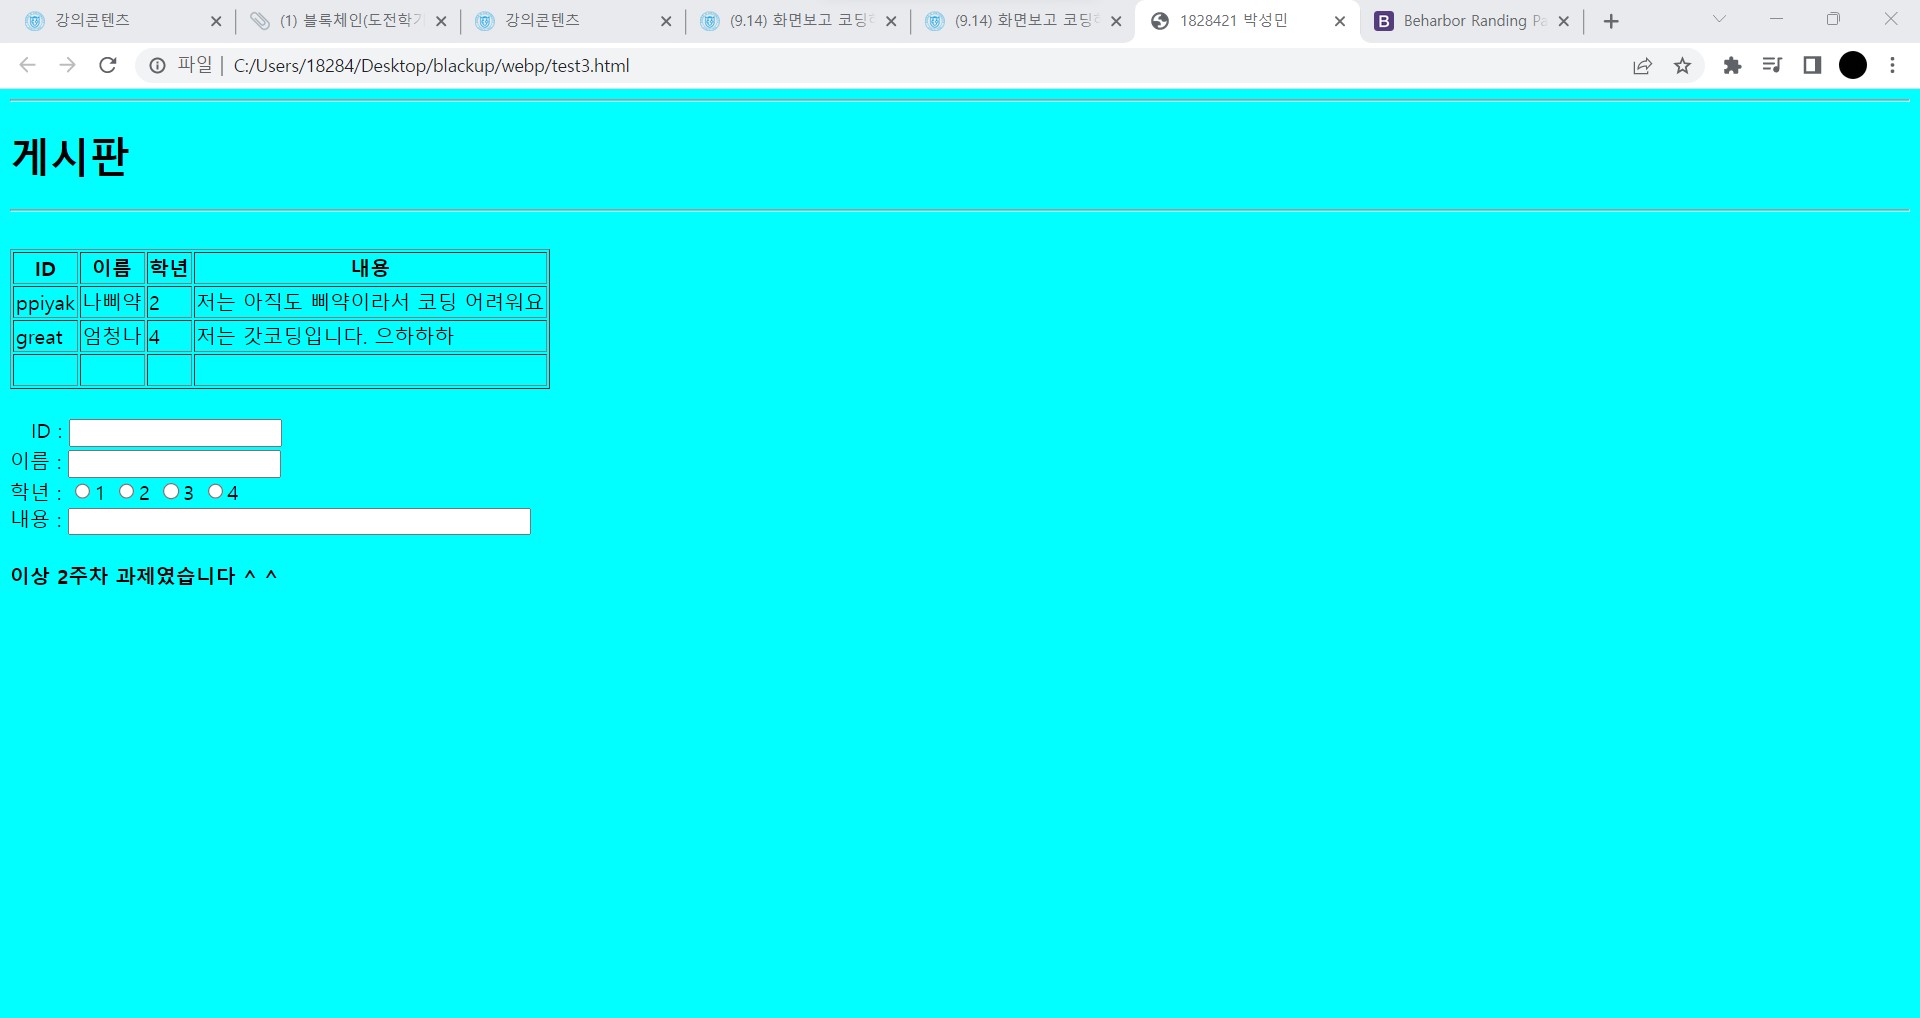 강의콘텐츠
(1) 블록체인(도전학기
강의콘텐츠
(9.14) 화면보고 코딩하
(9.14) 화면보고 코딩하
1828421 박성민
Beharbor Randing Pa
파일 | C:/Users/18284/Desktop/blackup/webp/test3.html
게시판
ID 이름 학년 내용
ppiyak 나삐약 2 저는 아직도 삐약이라서 코딩 어려워요
great 엄청나 4 저는 갓코딩입니다. 으하하하
ID :
이름 :
학년 : 1 2 3 4
내용 :
이상 2주차 과제였습니다 ^ ^